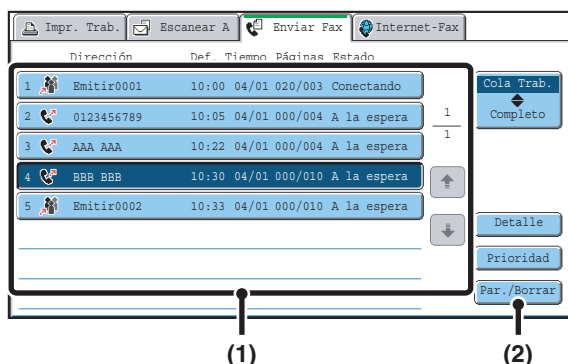 Impr. Trab. Escanear A Enviar Fax Internet-Fax
Dirección Def. Tiempo Páginas Estado
1 Emitir0001 10:00 04/01 020/003 Conectando
2 0123456789 10:05 04/01 000/004 A la espera
3 AAA AAA 10:22 04/01 000/004 A la espera
4 BBB BBB 10:30 04/01 000/010 A la espera
5 Emitir0002 10:33 04/01 000/010 A la espera
1
1
Cola Trab.
Completo
Detalle
Prioridad
Par./Borrar
(1) (2)